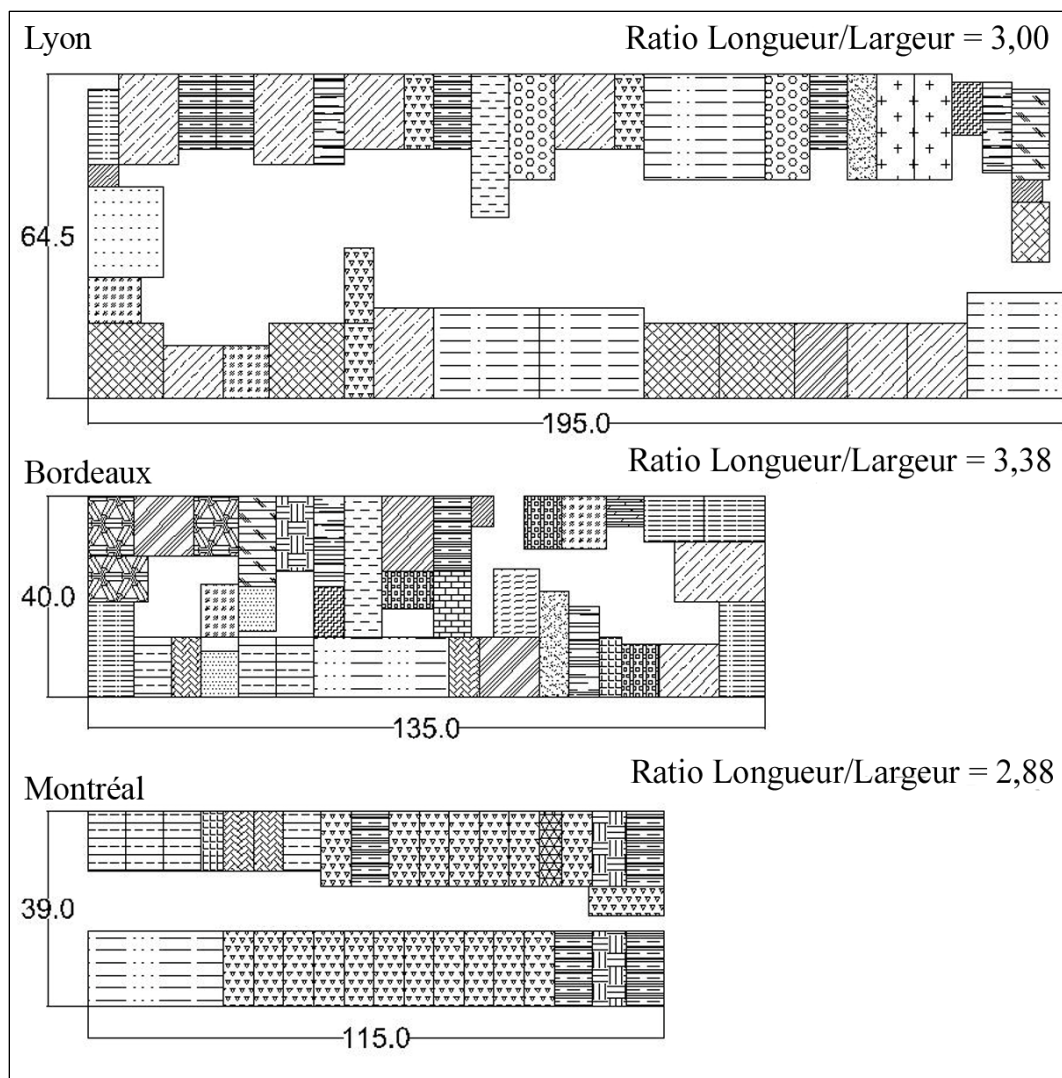 Lyon
Ratio Longueur/Largeur = 3,00
64.5
195.0
Bordeaux
Ratio Longueur/Largeur = 3,38
40.0
135.0
Montréal
Ratio Longueur/Largeur = 2,88
39.0
115.0